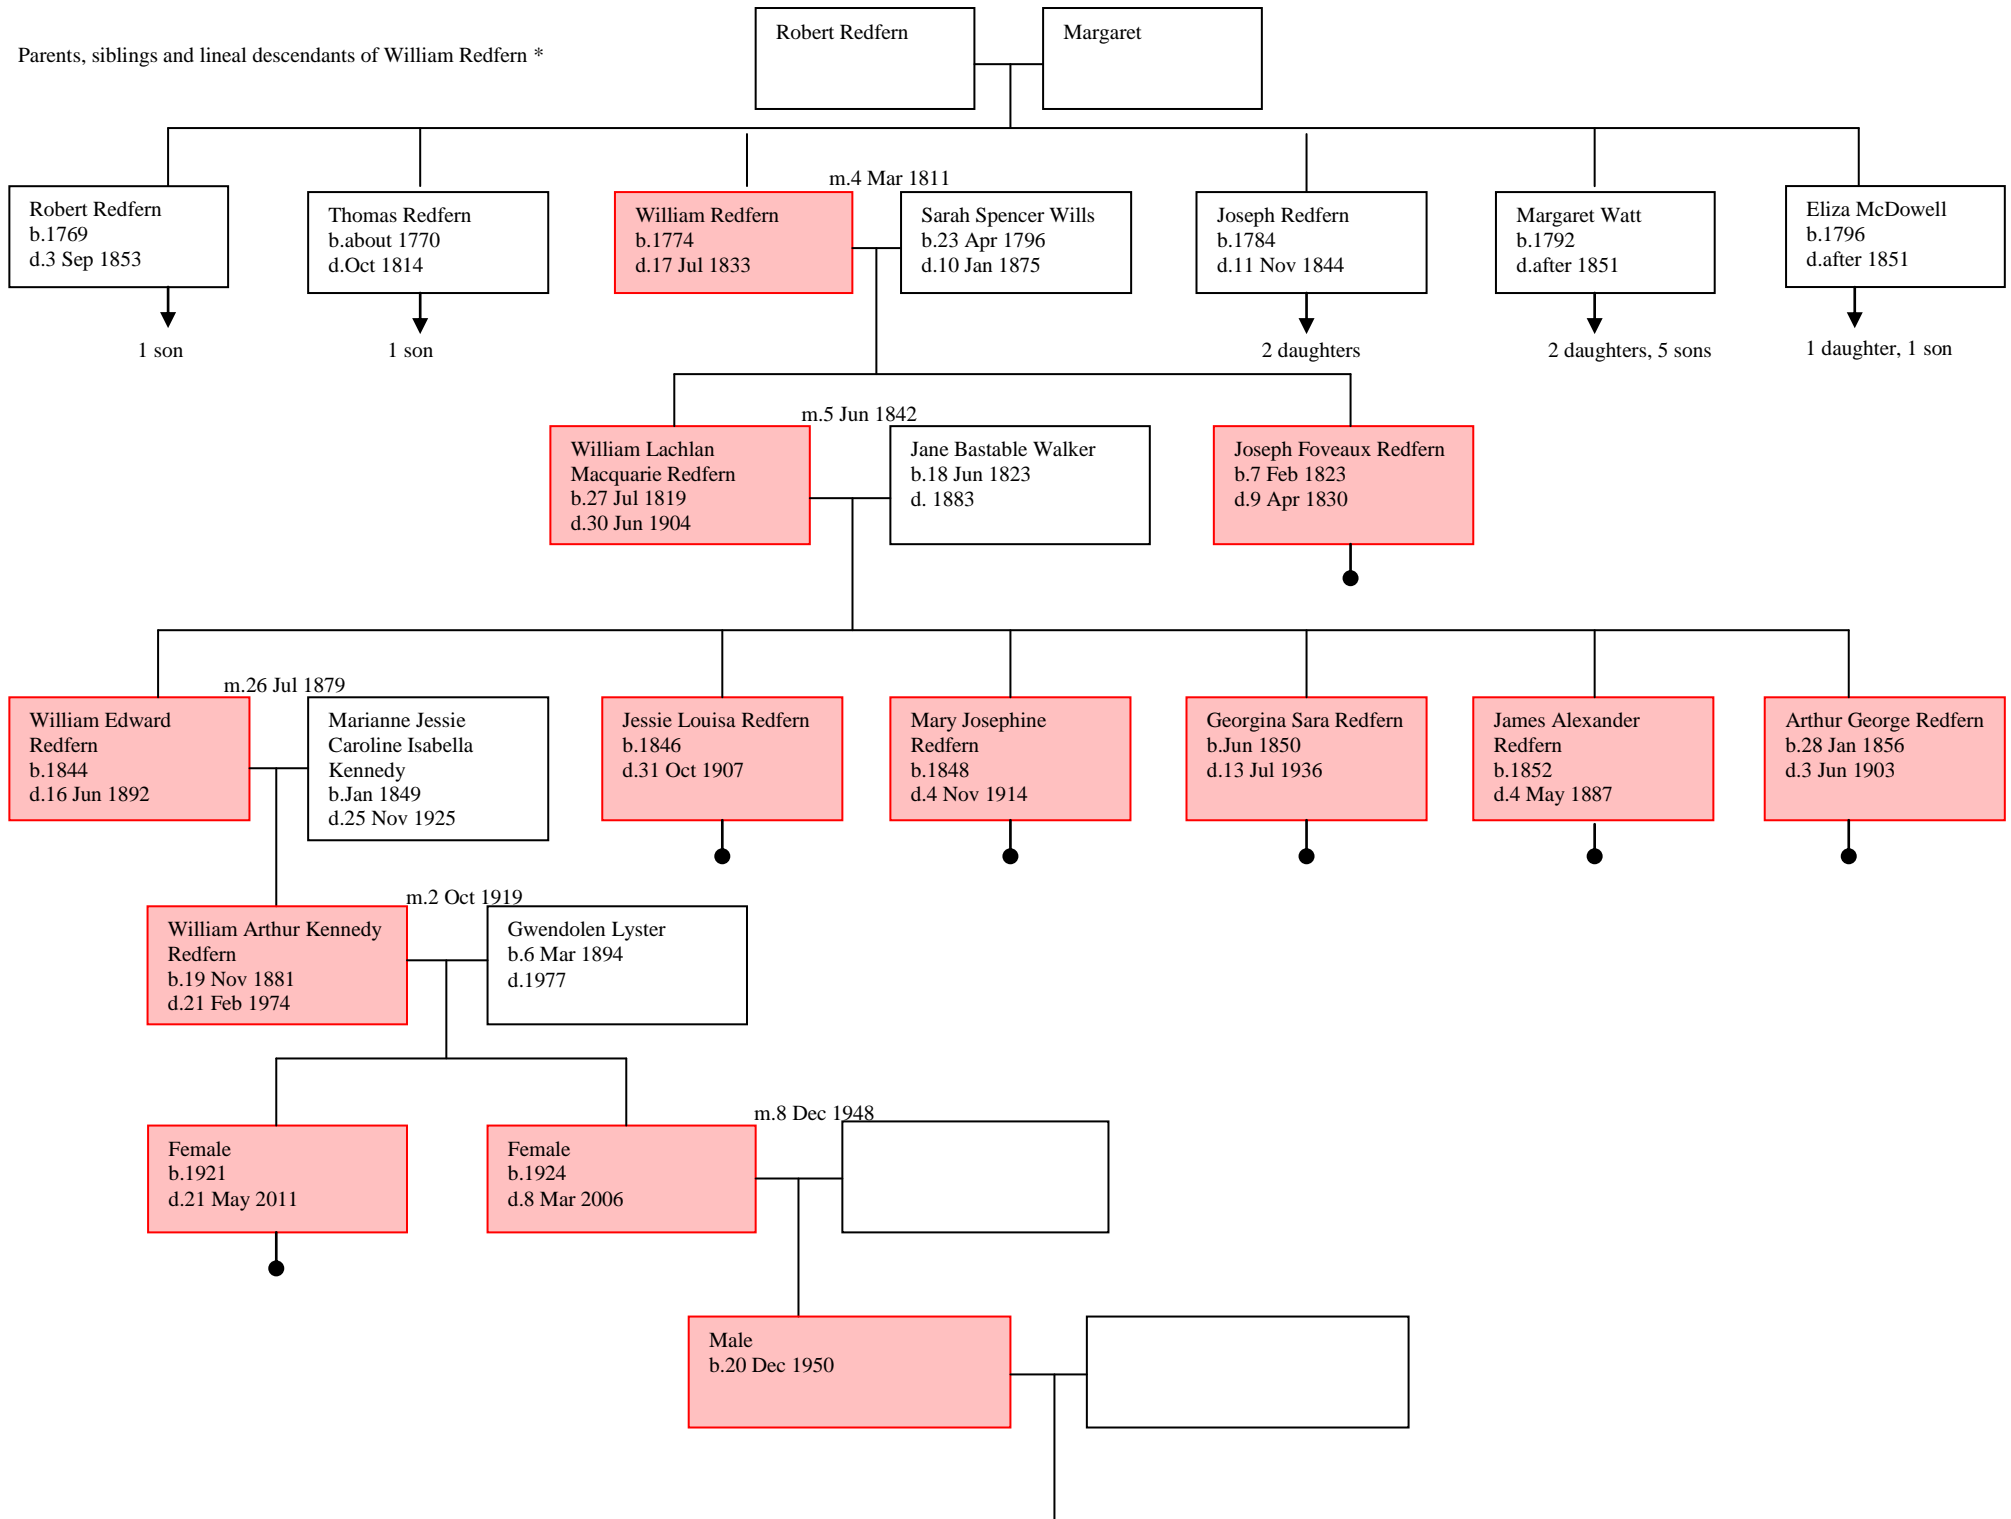 Parents, siblings and lineal descendants of William Redfern *
Robert Redfern
Margaret
Robert Redfern
b.1769
d.3 Sep 1853
1 son
Thomas Redfern
b.about 1770
d.Oct 1814
1 son
William Redfern
b.1774
d.17 Jul 1833
m.4 Mar 1811
Sarah Spencer Wills
b.23 Apr 1796
d.10 Jan 1875
Joseph Redfern
b.1784
d.11 Nov 1844
2 daughters
Margaret Watt
b.1792
d.after 1851
2 daughters, 5 sons
Eliza McDowell
b.1796
d.after 1851
1 daughter, 1 son
William Lachlan
Macquarie Redfern
b.27 Jul 1819
d.30 Jun 1904
m.5 Jun 1842
Jane Bastable Walker
b.18 Jun 1823
d. 1883
Joseph Foveaux Redfern
b.7 Feb 1823
d.9 Apr 1830
William Edward
Redfern
b.1844
d.16 Jun 1892
m.26 Jul 1879
Marianne Jessie
Caroline Isabella
Kennedy
b.Jan 1849
d.25 Nov 1925
Jessie Louisa Redfern
b.1846
d.31 Oct 1907
Mary Josephine
Redfern
b.1848
d.4 Nov 1914
Georgina Sara Redfern
b.Jun 1850
d.13 Jul 1936
James Alexander
Redfern
b.1852
d.4 May 1887
Arthur George Redfern
b.28 Jan 1856
d.3 Jun 1903
William Arthur Kennedy
Redfern
b.19 Nov 1881
d.21 Feb 1974
m.2 Oct 1919
Gwendolen Lyster
b.6 Mar 1894
d.1977
Female
b.1921
d.21 May 2011
Female
b.1924
d.8 Mar 2006
m.8 Dec 1948
Male
b.20 Dec 1950